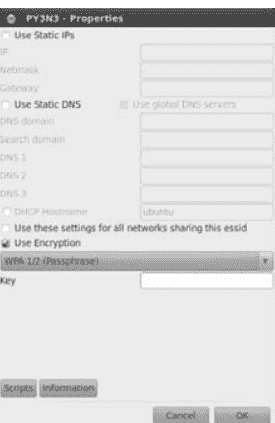 PY3N3 - Properties
Use Static IPs
IP
Netmask
Gateway
Use Static DNS Use global DNS servers
DNS domain
Search domain
DNS 1
DNS 2
DNS 3
DHCP Hostname ubuntu
Use these settings for all networks sharing this essid
Use Encryption
WPA 1/2 (Passphrase)
Key
Scripts Information
Cancel OK